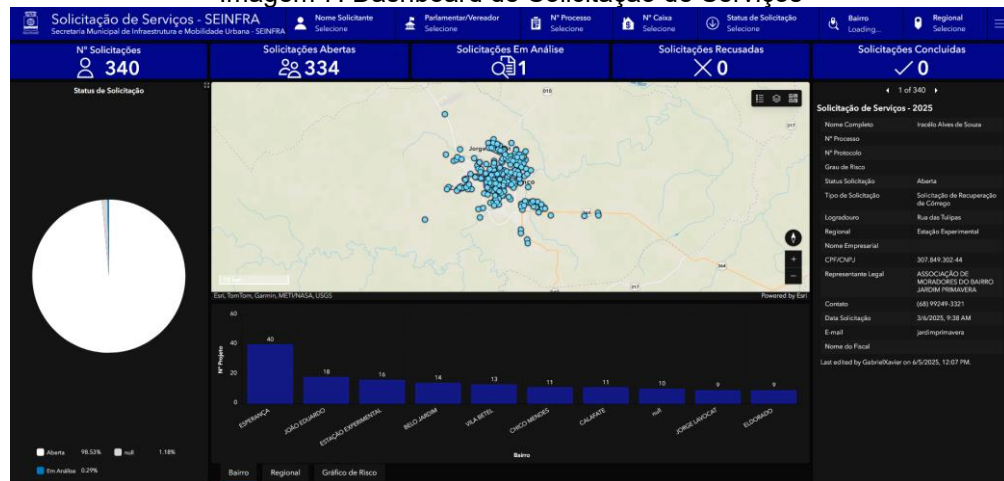 Imagem 7: Dashboard de Solicitação de Serviços
Solicitação de Serviços - SEINFRA
Secretaria Municipal de Infraestrutura e Mobilidade Urbana - SEINFRA
Nome Solicitante
Selecione
Parlamentar/Vereador
Selecione
N° Processo
Selecione
N° Caixa
Selecione
Status de Solicitação
Selecione
Bairro
Loading...
Regional
Selecione
N° Solicitações
340
Solicitações Abertas
334
Solicitações Em Análise
1
Solicitações Recusadas
0
Solicitações Concluidas
0
Status de Solicitação
Aberta 98.53%
null 1.18%
Em Análise 0.29%
010
317
364
317
Esri, TomTom, Garmin, METI/NASA, USGS
Powered by Esri
N° Projeto
60
40
20
0
40
18
16
14
13
11
11
10
9
9
ESPERANÇA
JOÃO EDUARDO
ESTAÇÃO EXPERIMENTAL
BELO JARDIM
VILA BETEL
CHICO MENDES
CALAFATE
null
JORGE LAVOCAT
ELDORADO
Bairro
Bairro
Regional
Gráfico de Risco
1 of 340
Solicitação de Serviços - 2025
Nome Completo Iracélio Alves de Souza
N° Processo
N° Protocolo
Grau de Risco
Status Solicitação Aberta
Tipo de Solicitação Solicitação de Recuperação
de Córrego
Logradouro Rua das Tulipas
Regional Estação Experimental
Nome Empresarial
CPF/CNPJ 307.849.302-44
Representante Legal ASSOCIAÇÃO DE
MORADORES DO BAIRRO
JARDIM PRIMAVERA
Contato (68) 99249-3321
Data Solicitação 3/6/2025, 9:38 AM
E-mail jardimprimavera
Nome do Fiscal
Last edited by GabrielXavier on 6/5/2025, 12:07 PM.